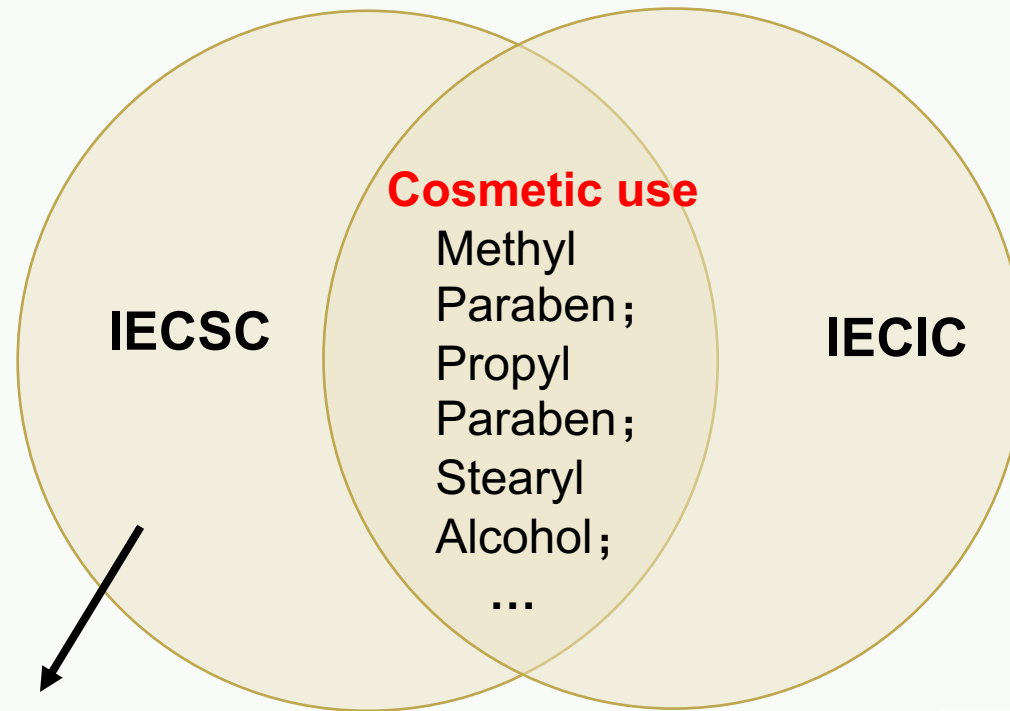 Cosmetic use
Methyl
Paraben；
Propyl
Paraben；
Stearyl
Alcohol；
...
IECSC
IECIC